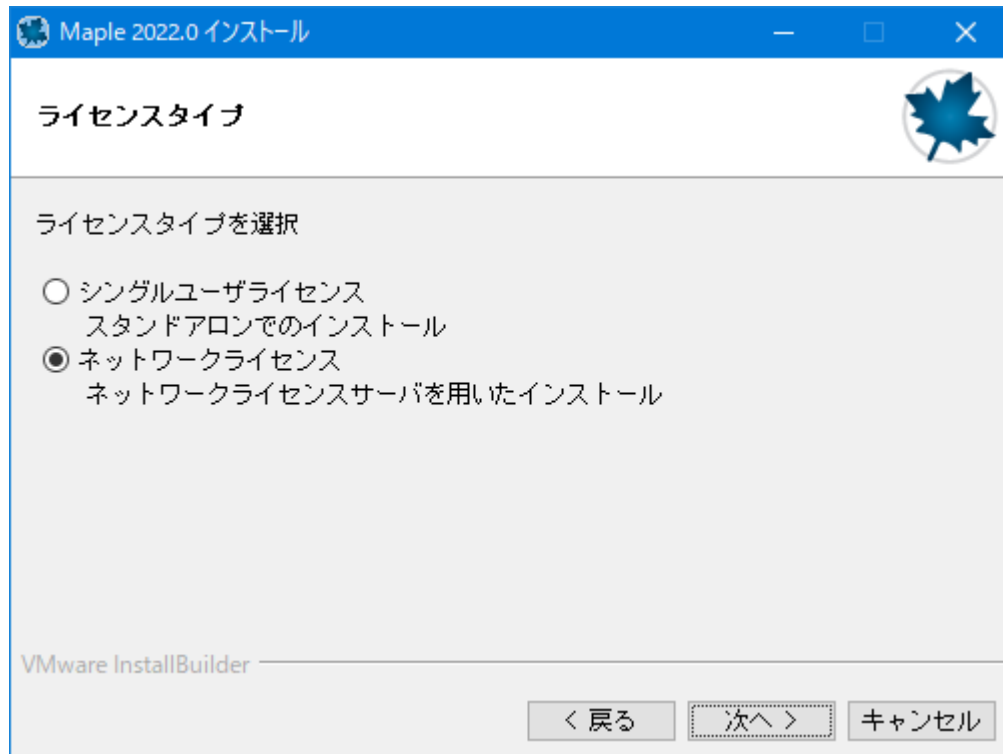 Maple 2022.0 インストール
ライセンスタイプ
ライセンスタイプを選択
シングルユーザライセンス
スタンドアロンでのインストール
ネットワークライセンス
ネットワークライセンスサーバを用いたインストール
VMware InstallBuilder
< 戻る 次へ > キャンセル